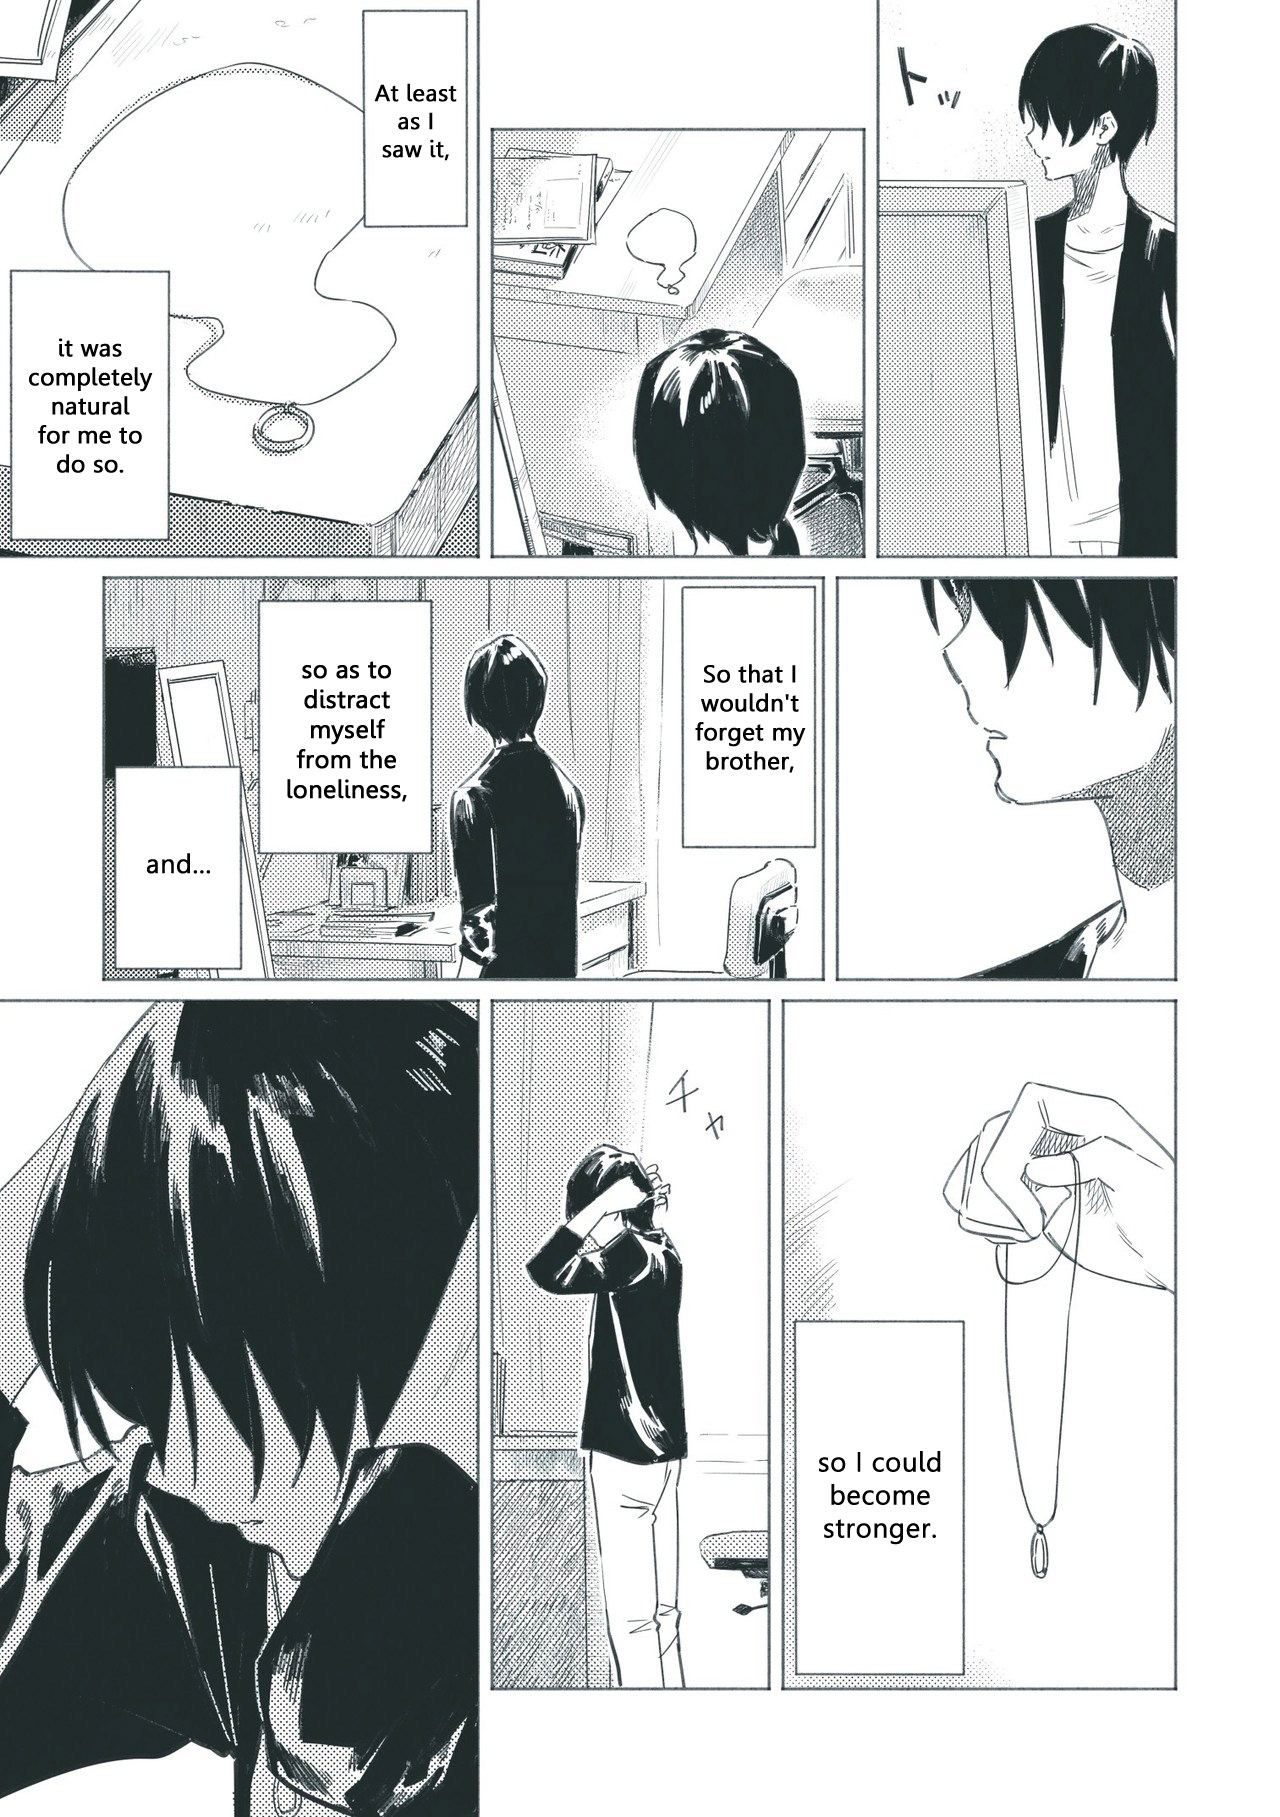 トッ
At least
as I
saw it,
it was
completely
natural
for me to
do so.
So that I
wouldn't
forget my
brother,
so as to
distract
myself
from the
loneliness,
and...
so I could
become
stronger.
チャ